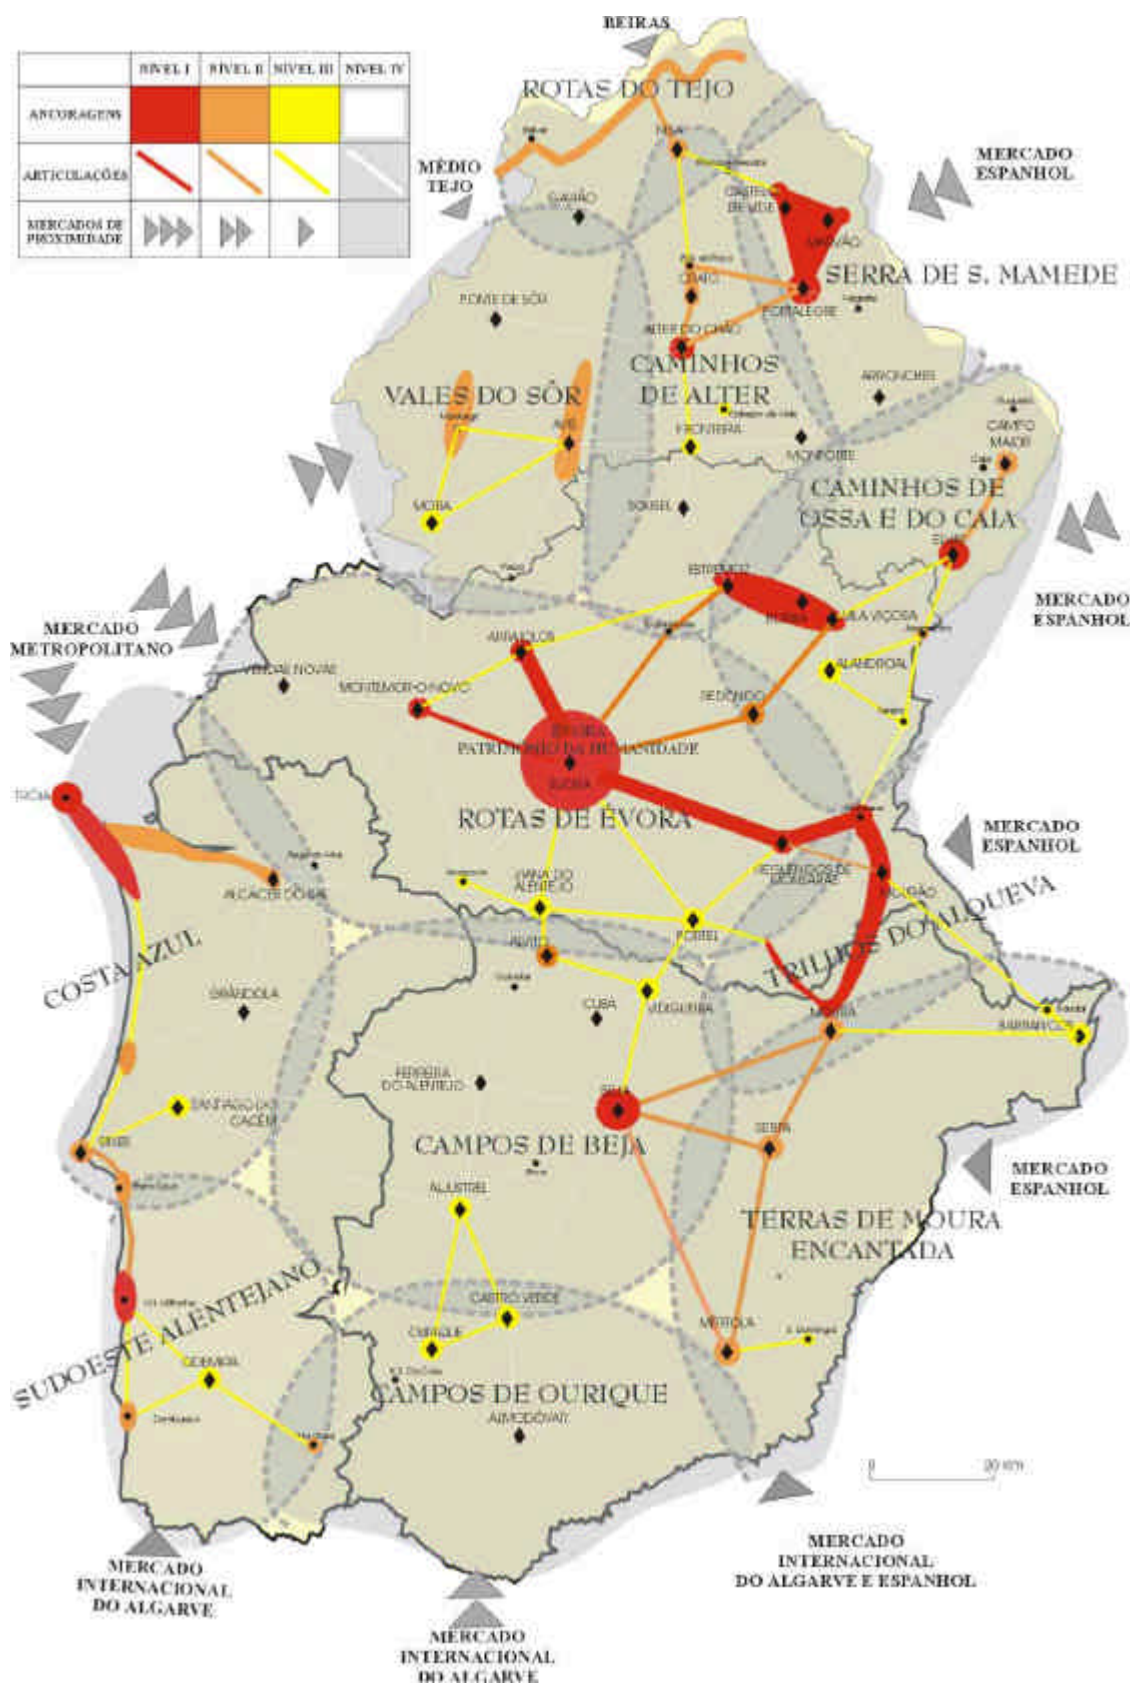 BEIRAS
NÍVEL I
NÍVEL II
NÍVEL III
NÍVEL IV
ANCORAGENS
ARTICULAÇÕES
MERCADOS DE
PROXIMIDADE
ROTAS DO TEJO
NISA
MÉDIO
TEJO
MERCADO
ESPANHOL
GAVIÃO
CASTELO
DE VIDE
MARVÃO
SERRA DE S. MAMEDE
CRATO
PORTALEGRE
PONTE DE SÔR
ALTER DO CHÃO
CAMINHOS
DE ALTER
ARRONCHES
VALES DO SÔR
AVIS
FRONTEIRA
MONFORTE
CAMPO
MAIOR
CAMINHOS DE
OSSA E DO CAIA
MORA
SOUSEL
ELVAS
ESTREMOZ
BORBA
VILA VIÇOSA
MERCADO
ESPANHOL
MERCADO
METROPOLITANO
ARRAIOLOS
ALANDROAL
VENDAS NOVAS
MONTEMOR-O-NOVO
REDONDO
ÉVORA
PATRIMÓNIO DA HUMANIDADE
ÉVORA
ROTAS DE ÉVORA
TRÓIA
MERCADO
ESPANHOL
REGUENGOS DE
MONSARAZ
MOURÃO
ALCÁCER DO SAL
VIANA DO
ALENTEJO
PORTEL
TRILHOS DO ALQUEVA
COSTA AZUL
ALVITO
GRÂNDOLA
CUBA
VIDIGUEIRA
MOURA
BARRANCOS
FERREIRA
DO ALENTEJO
BEJA
SANTIAGO DO
CACÉM
SINES
CAMPOS DE BEJA
SERPA
MERCADO
ESPANHOL
ALJUSTREL
TERRAS DE MOURA
ENCANTADA
SUDOESTE ALENTEJANO
CASTRO VERDE
OURIQUE
MÉRTOLA
ODEMIRA
CAMPOS DE OURIQUE
ALMODÔVAR
0
20 km
MERCADO
INTERNACIONAL
DO ALGARVE
MERCADO
INTERNACIONAL
DO ALGARVE E ESPANHOL
MERCADO
INTERNACIONAL
DO ALGARVE